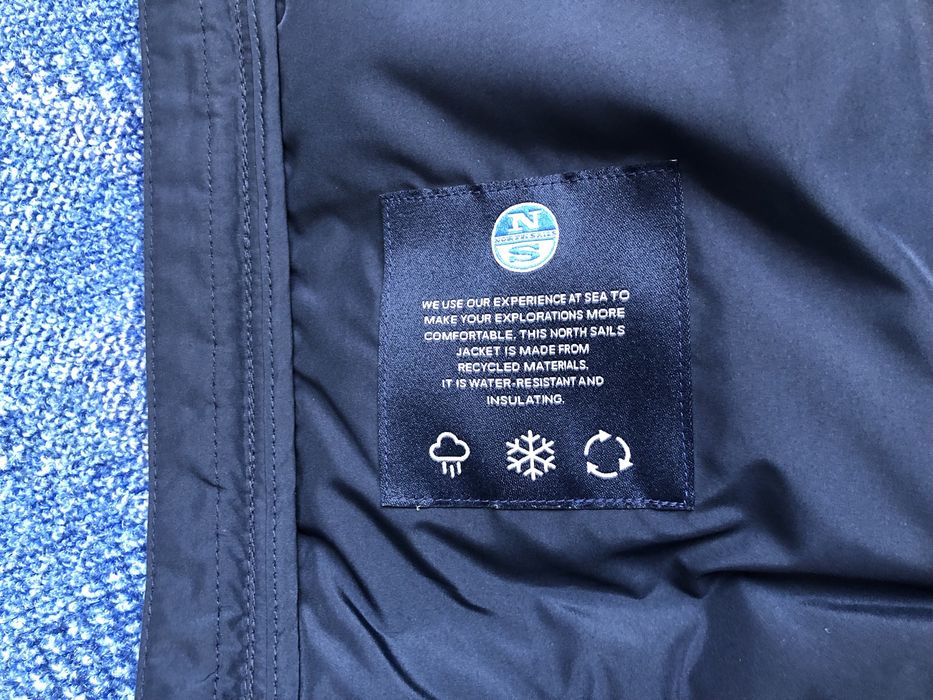 N
NORTH SAILS
S
WE USE OUR EXPERIENCE AT SEA TO
MAKE YOUR EXPLORATIONS MORE
COMFORTABLE. THIS NORTH SAILS
JACKET IS MADE FROM
RECYCLED MATERIALS.
IT IS WATER-RESISTANT AND
INSULATING.